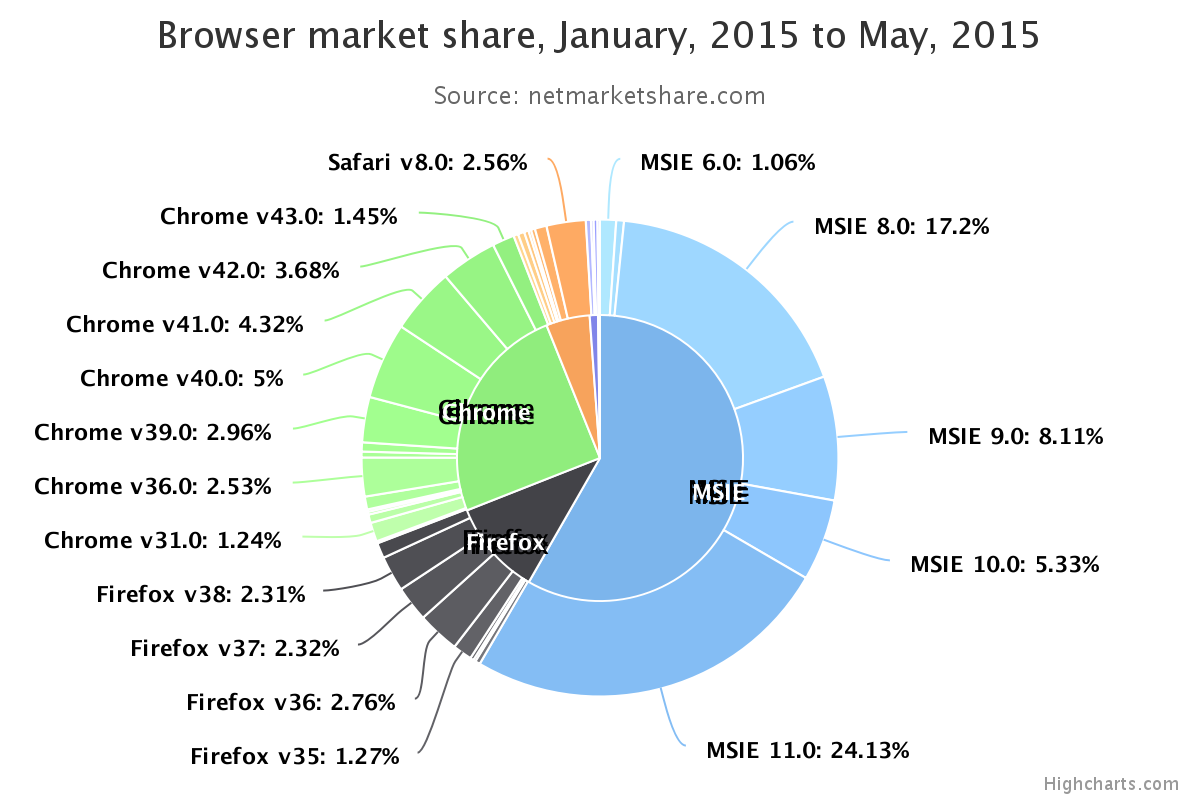 Browser market share, January, 2015 to May, 2015
Source: netmarketshare.com
Safari v8.0: 2.56%
MSIE 6.0: 1.06%
Chrome v43.0: 1.45%
MSIE 8.0: 17.2%
Chrome v42.0: 3.68%
Chrome v41.0: 4.32%
Chrome v40.0: 5%
Chrome
Chrome v39.0: 2.96%
MSIE 9.0: 8.11%
Chrome v36.0: 2.53%
MSIE
Chrome v31.0: 1.24%
Firefox
MSIE 10.0: 5.33%
Firefox v38: 2.31%
Firefox v37: 2.32%
Firefox v36: 2.76%
Firefox v35: 1.27%
MSIE 11.0: 24.13%
Highcharts.com